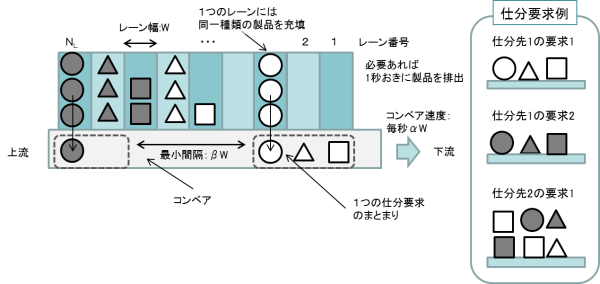 レーン幅:W
1つのレーンには
同一種類の製品を充填
仕分要求例
NL
…
2
1
レーン番号
必要あれば
1秒おきに製品を排出
仕分先1の要求1
コンベア速度:
毎秒αW
仕分先1の要求2
上流
最小間隔:βW
下流
コンベア
1つの仕分要求
のまとまり
仕分先2の要求1